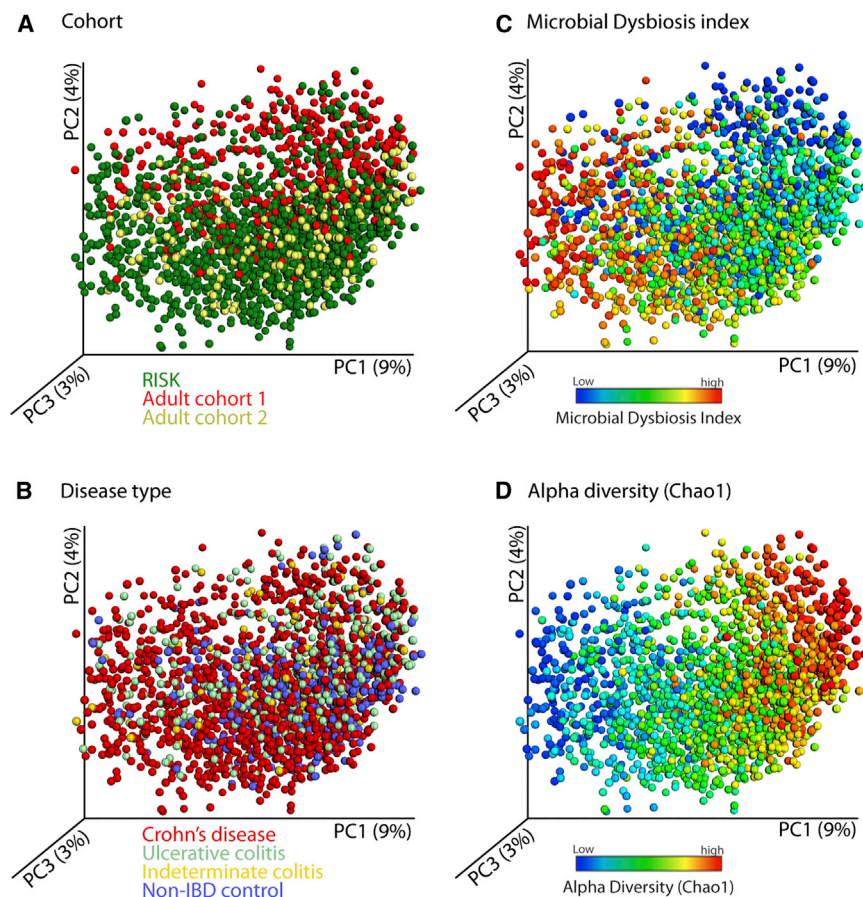 A Cohort
PC2 (4%)
PC1 (9%)
PC3 (3%)
RISK
Adult cohort 1
Adult cohort 2
C Microbial Dysbiosis index
PC2 (4%)
PC1 (9%)
PC3 (3%)
Low high
Microbial Dysbiosis Index
B Disease type
PC2 (4%)
PC1 (9%)
PC3 (3%)
Crohn's disease
Ulcerative colitis
Indeterminate colitis
Non-IBD control
D Alpha diversity (Chao1)
PC2 (4%)
PC1 (9%)
PC3 (3%)
Low high
Alpha Diversity (Chao1)